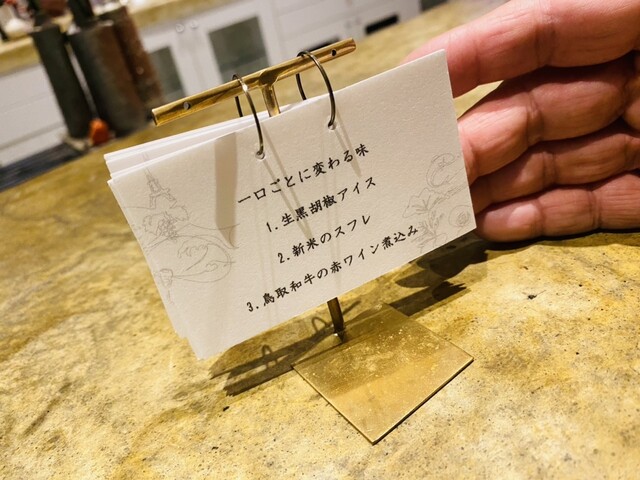 一口ごとに変わる味
1.生黒胡椒アイス
2.新米のスフレ
3.鳥取和牛の赤ワイン煮込み